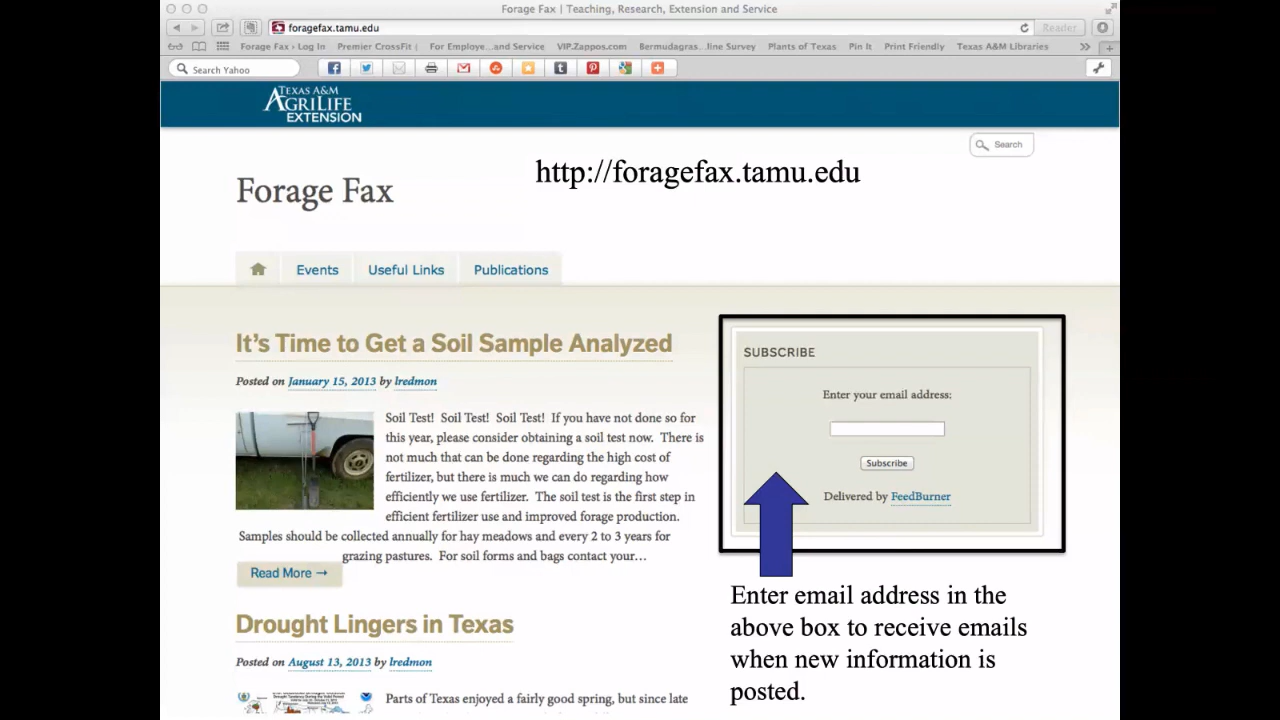 Forage Fax | Teaching, Research, Extension and Service
foragefax.tamu.edu
Reader
Forage Fax › Log In Premier CrossFit ( For Employe...and Service VIP.Zappos.com Bermudagras...line Survey Plants of Texas Pin It Print Friendly Texas A&M Libraries
Search Yahoo
TEXAS A&M
AGRILIFE
EXTENSION
Search
http://foragefax.tamu.edu
Forage Fax
Events Useful Links Publications
It's Time to Get a Soil Sample Analyzed
Posted on January 15, 2013 by lredmon
Soil Test! Soil Test! Soil Test! If you have not done so for
this year, please consider obtaining a soil test now. There is
not much that can be done regarding the high cost of
fertilizer, but there is much we can do regarding how
efficiently we use fertilizer. The soil test is the first step in
efficient fertilizer use and improved forage production.
Samples should be collected annually for hay meadows and every 2 to 3 years for
grazing pastures. For soil forms and bags contact your...
Read More →
Drought Lingers in Texas
Posted on August 13, 2013 by lredmon
Parts of Texas enjoyed a fairly good spring, but since late
SUBSCRIBE
Enter your email address:
Subscribe
Delivered by FeedBurner
Enter email address in the
above box to receive emails
when new information is
posted.